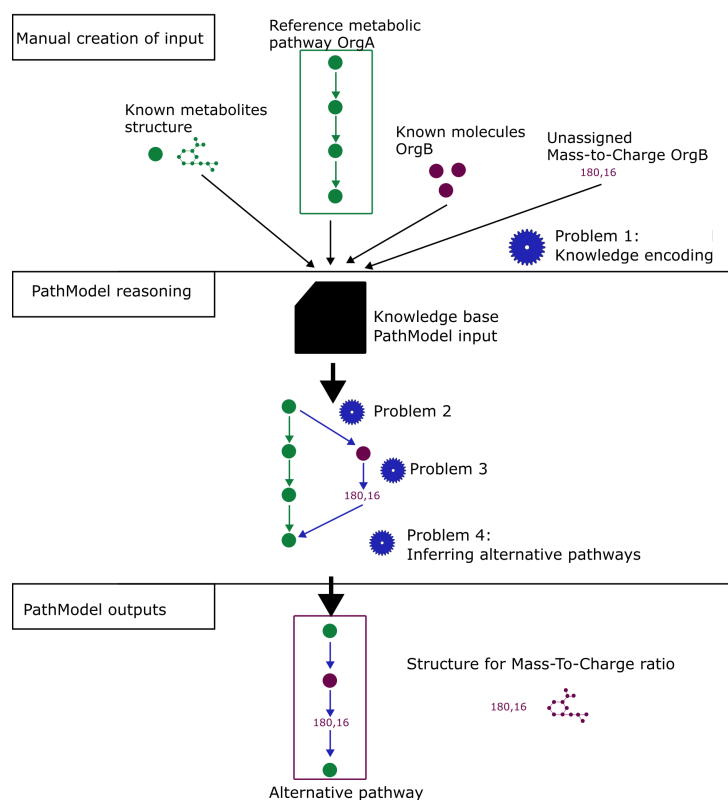 Manual creation of input
Reference metabolic
pathway OrgA
Known metabolites
structure
Known molecules
OrgB
Unassigned
Mass-to-Charge OrgB
180,16
Problem 1:
Knowledge encoding
PathModel reasoning
Knowledge base
PathModel input
Problem 2
Problem 3
180,16
Problem 4:
Inferring alternative pathways
PathModel outputs
Structure for Mass-To-Charge ratio
180,16
180,16
Alternative pathway